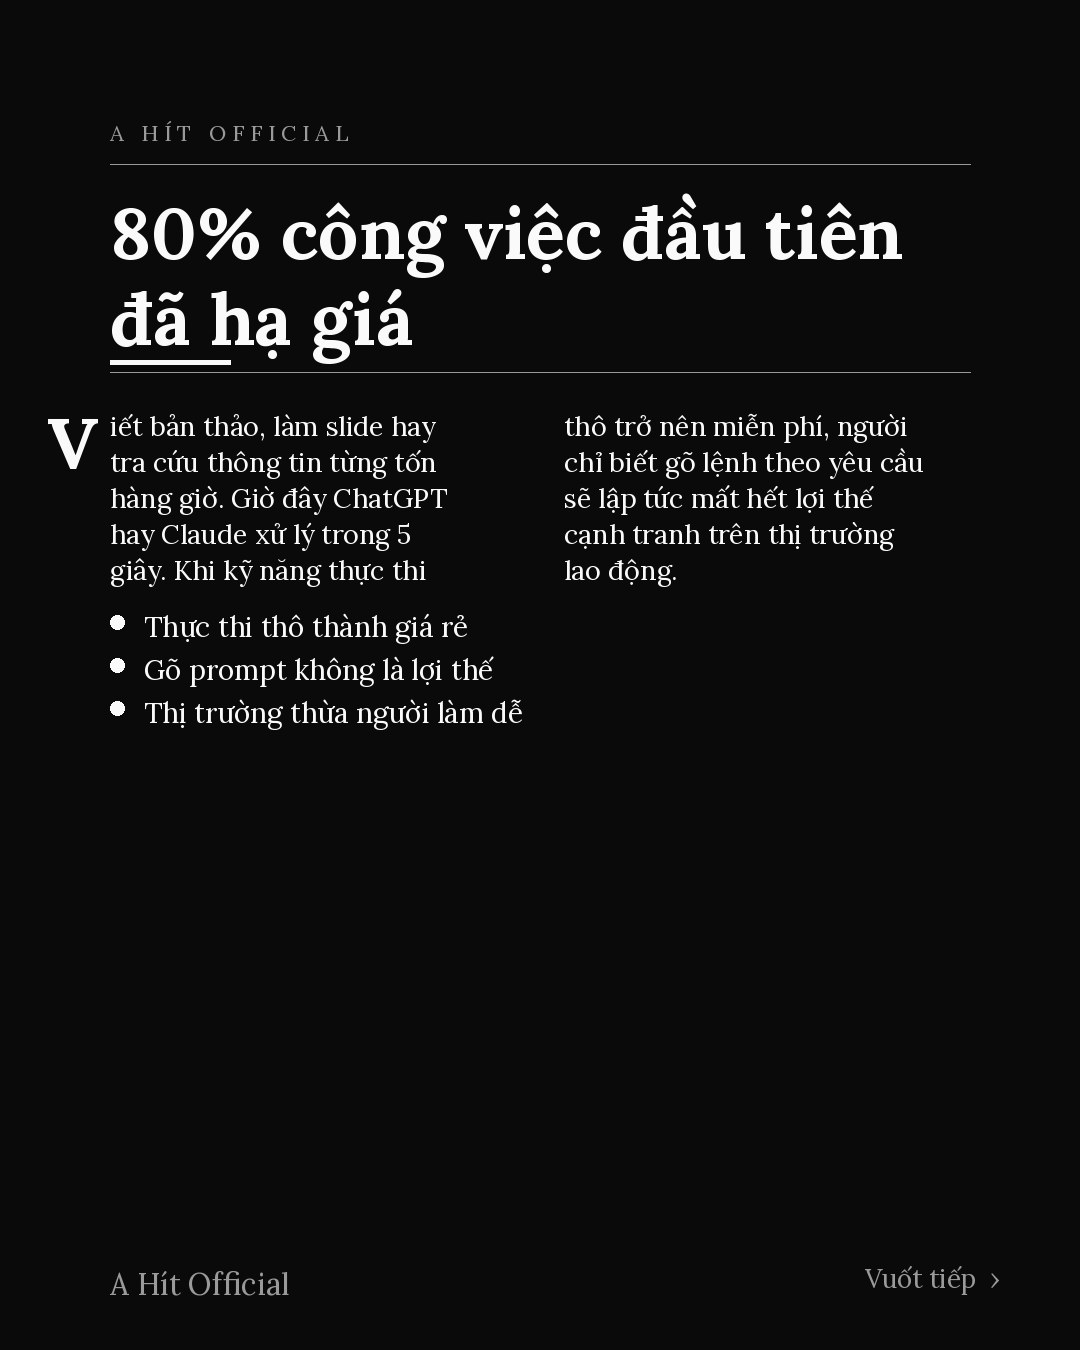 A HÍT OFFICIAL
80% công việc đầu tiên
đã hạ giá
Viết bản thảo, làm slide hay
tra cứu thông tin từng tốn
hàng giờ. Giờ đây ChatGPT
hay Claude xử lý trong 5
giây. Khi kỹ năng thực thi
thô trở nên miễn phí, người
chỉ biết gõ lệnh theo yêu cầu
sẽ lập tức mất hết lợi thế
cạnh tranh trên thị trường
lao động.
Thực thi thô thành giá rẻ
Gõ prompt không là lợi thế
Thị trường thừa người làm dễ
A Hít Official
Vuốt tiếp ›